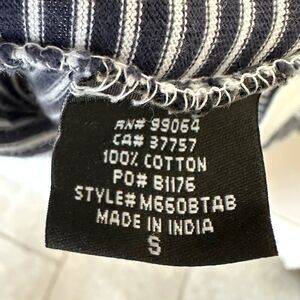 RN# 99064
CA# 37757
100% COTTON
PO# B1176
STYLE# M660BTAB
MADE IN INDIA
S